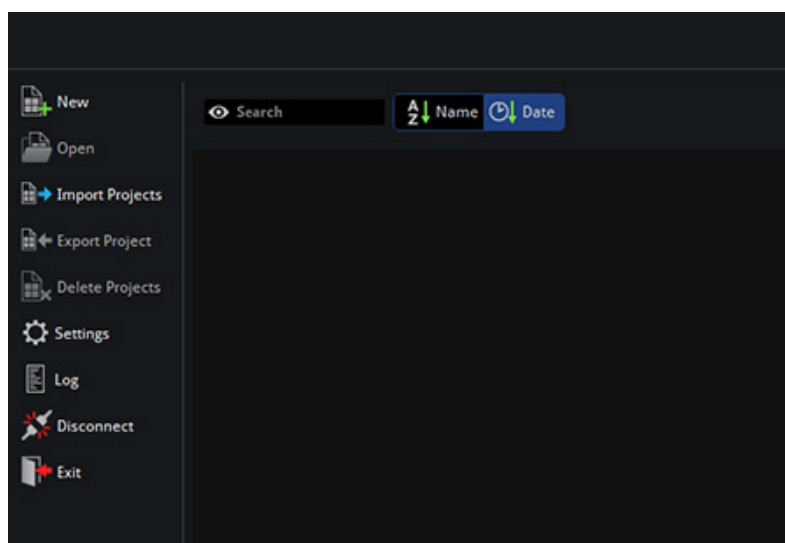 New
Open
Import Projects
Export Project
Delete Projects
Settings
Log
Disconnect
Exit
Search
Name Date